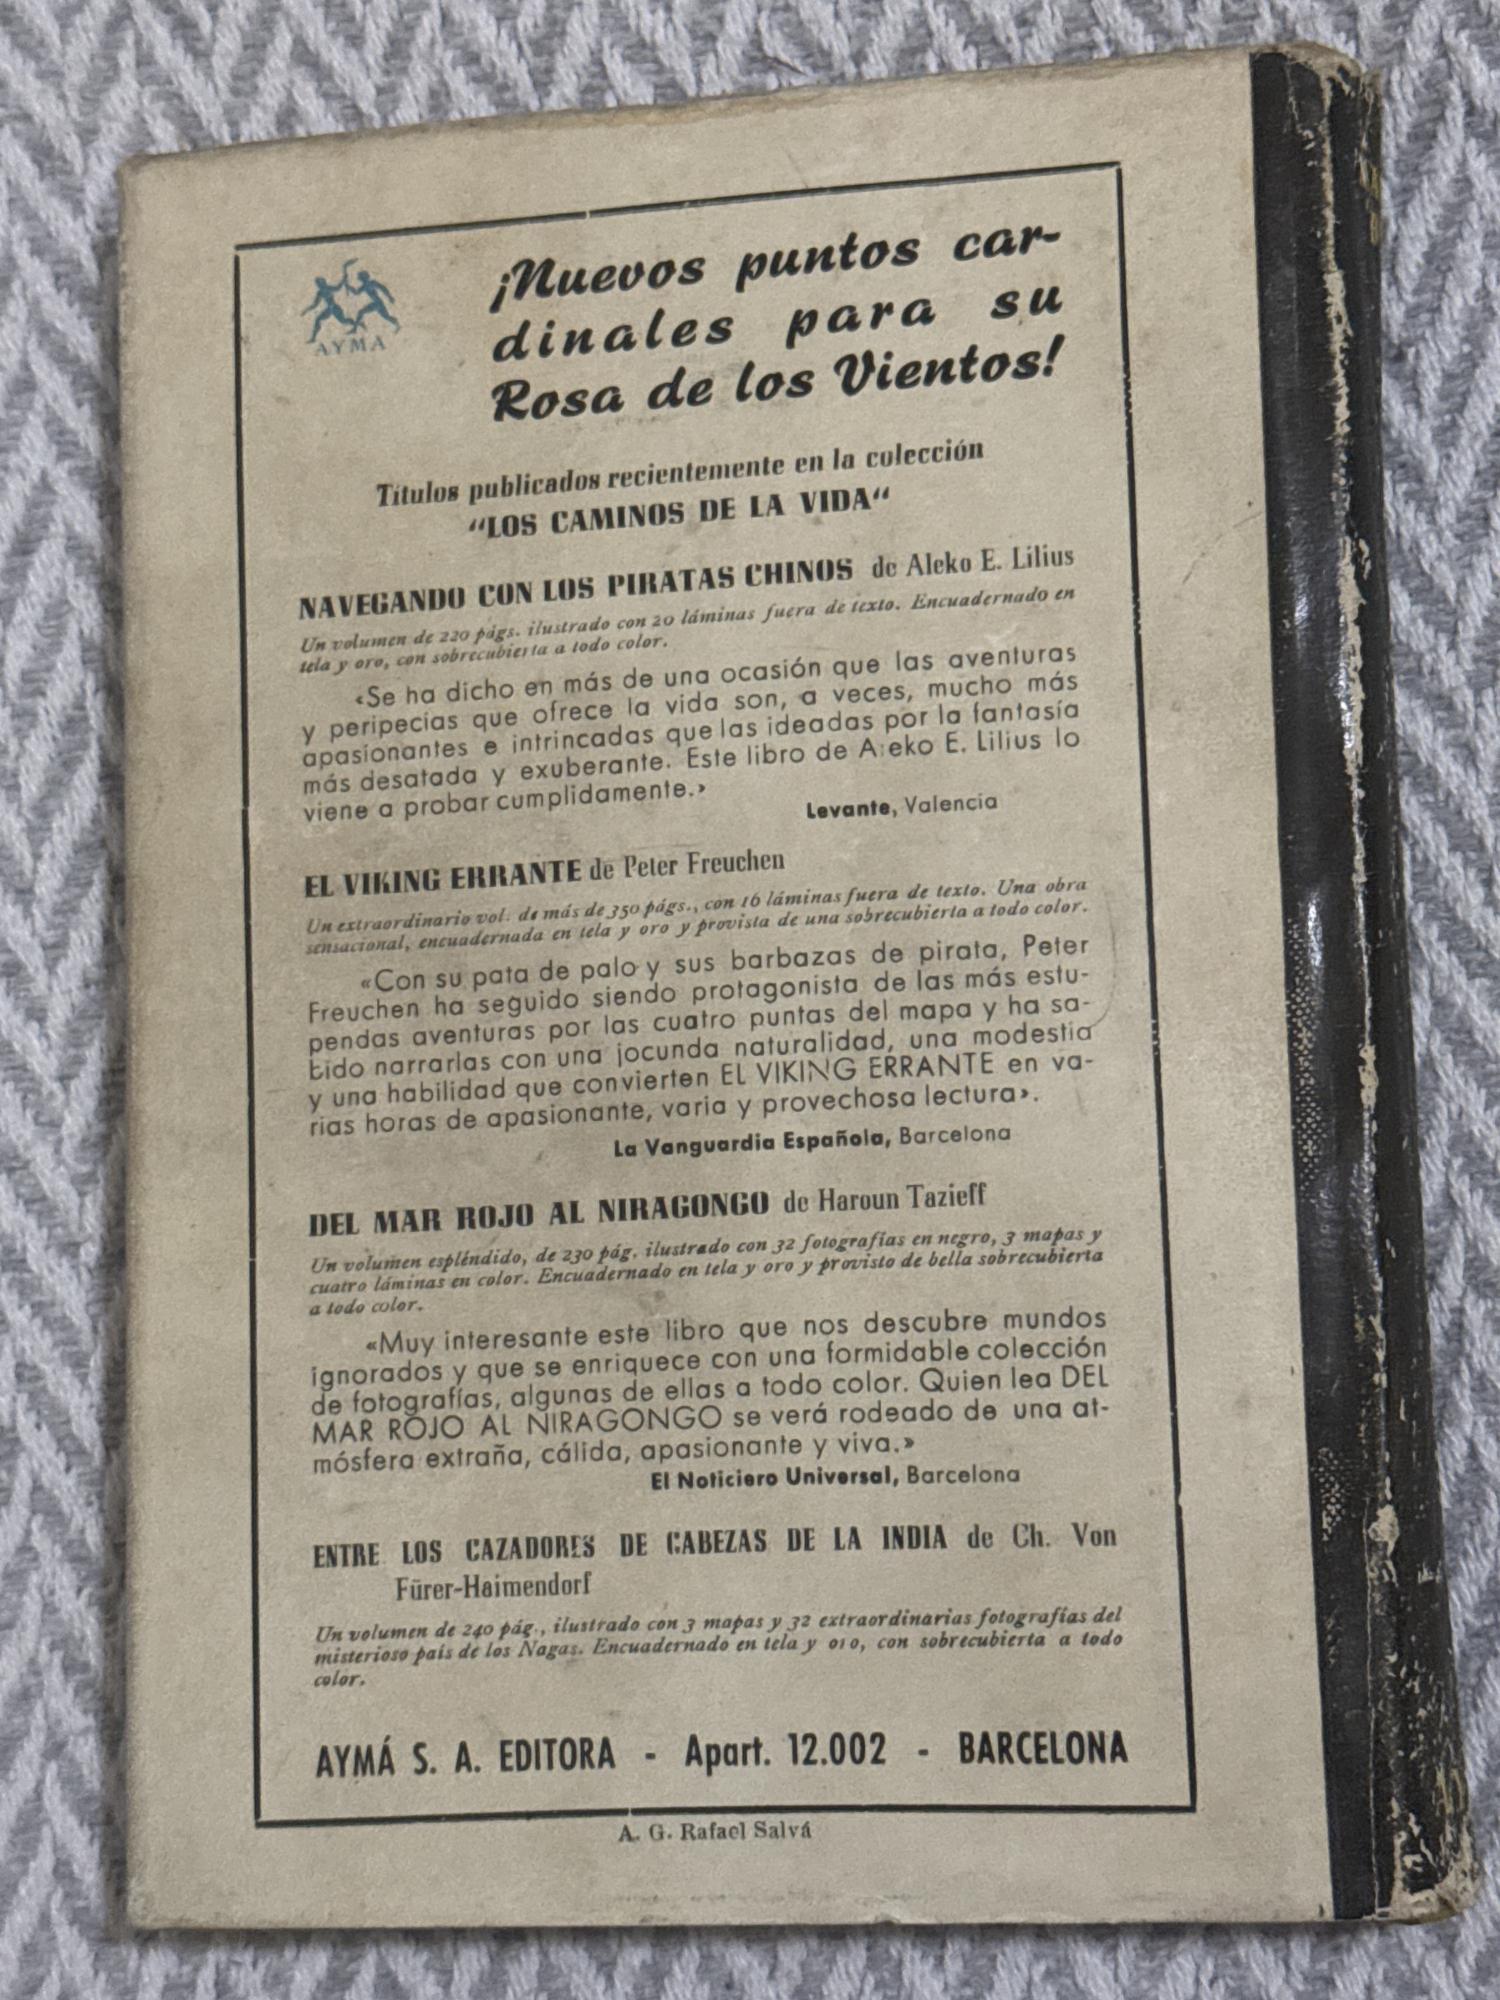 AYMA
¡Nuevos puntos car-
dinales para su
Rosa de los Vientos!
Títulos publicados recientemente en la colección
“LOS CAMINOS DE LA VIDA“
NAVEGANDO CON LOS PIRATAS CHINOS de Aleko E. Lilius
Un volumen de 220 págs. ilustrado con 20 láminas fuera de texto. Encuadernado en
tela y oro, con sobrecubierta a todo color.
‹Se ha dicho en más de una ocasión que las aventuras
y peripecias que ofrece la vida son, a veces, mucho más
apasionantes e intrincadas que las ideadas por la fantasía
más desatada y exuberante. Este libro de Aleko E. Lilius lo
viene a probar cumplidamente.›
Levante, Valencia
EL VIKING ERRANTE de Peter Freuchen
Un extraordinario vol. de más de 350 págs., con 16 láminas fuera de texto. Una obra
sensacional, encuadernada en tela y oro y provista de una sobrecubierta a todo color.
«Con su pata de palo y sus barbazas de pirata, Peter
Freuchen ha seguido siendo protagonista de las más estu-
pendas aventuras por las cuatro puntas del mapa y ha sa-
bido narrarlas con una jocunda naturalidad, una modestia
y una habilidad que convierten EL VIKING ERRANTE en va-
rias horas de apasionante, varia y provechosa lectura›.
La Vanguardia Española, Barcelona
DEL MAR ROJO AL NIRAGONGO de Haroun Tazieff
Un volumen espléndido, de 230 pág. ilustrado con 32 fotografías en negro, 3 mapas y
cuatro láminas en color. Encuadernado en tela y oro y provisto de bella sobrecubierta
a todo color.
«Muy interesante este libro que nos descubre mundos
ignorados y que se enriquece con una formidable colección
de fotografías, algunas de ellas a todo color. Quien lea DEL
MAR ROJO AL NIRAGONGO se verá rodeado de una at-
mósfera extraña, cálida, apasionante y viva.»
El Noticiero Universal, Barcelona
ENTRE LOS CAZADORES DE CABEZAS DE LA INDIA de Ch. Von
Fürer-Haimendorf
Un volumen de 240 pág., ilustrado con 3 mapas y 32 extraordinarias fotografías del
misterioso país de los Nagas. Encuadernado en tela y oro, con sobrecubierta a todo
color.
AYMÁ S. A. EDITORA - Apart. 12.002 - BARCELONA
A. G. Rafael Salvá